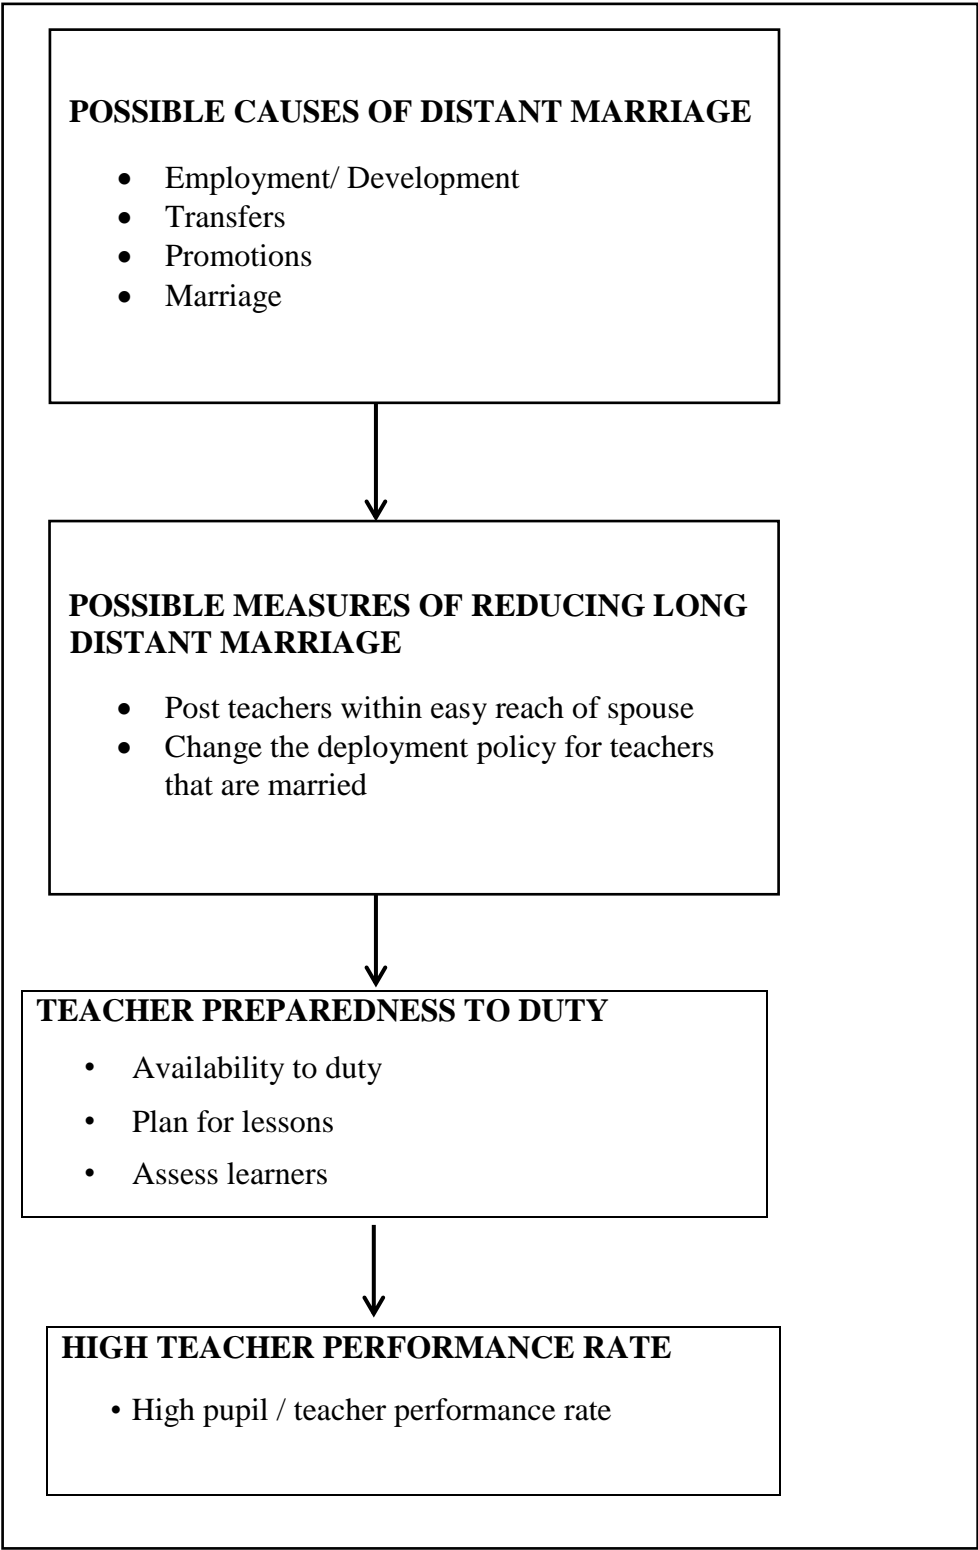 POSSIBLE CAUSES OF DISTANT MARRIAGE
• Employment/ Development
• Transfers
• Promotions
• Marriage
POSSIBLE MEASURES OF REDUCING LONG
DISTANT MARRIAGE
• Post teachers within easy reach of spouse
• Change the deployment policy for teachers
that are married
TEACHER PREPAREDNESS TO DUTY
• Availability to duty
• Plan for lessons
• Assess learners
HIGH TEACHER PERFORMANCE RATE
• High pupil / teacher performance rate